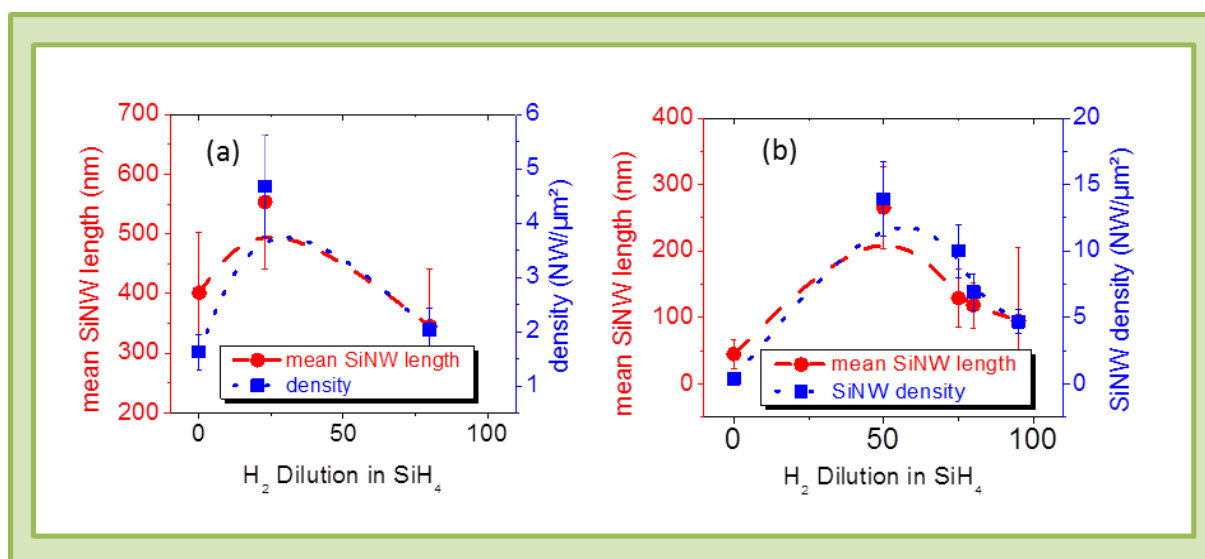 (a)
mean SiNW length (nm)
700
600
500
400
300
200
density (NW/µm²)
6
5
4
3
2
1
mean SiNW length
density
0 50 100
H₂ Dilution in SiH₄
(b)
mean SiNW length (nm)
400
300
200
100
0
SiNW density (NW/µm²)
20
15
10
5
0
mean SiNW length
SiNW density
0 50 100
H₂ Dilution in SiH₄